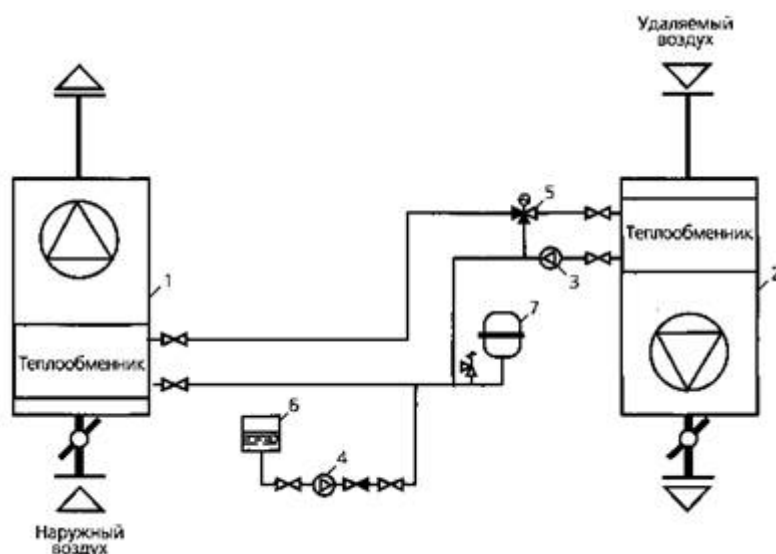 Удаляемый
воздух
5
Теплообменник
3
1
2
7
Теплообменник
6
4
Наружный
воздух